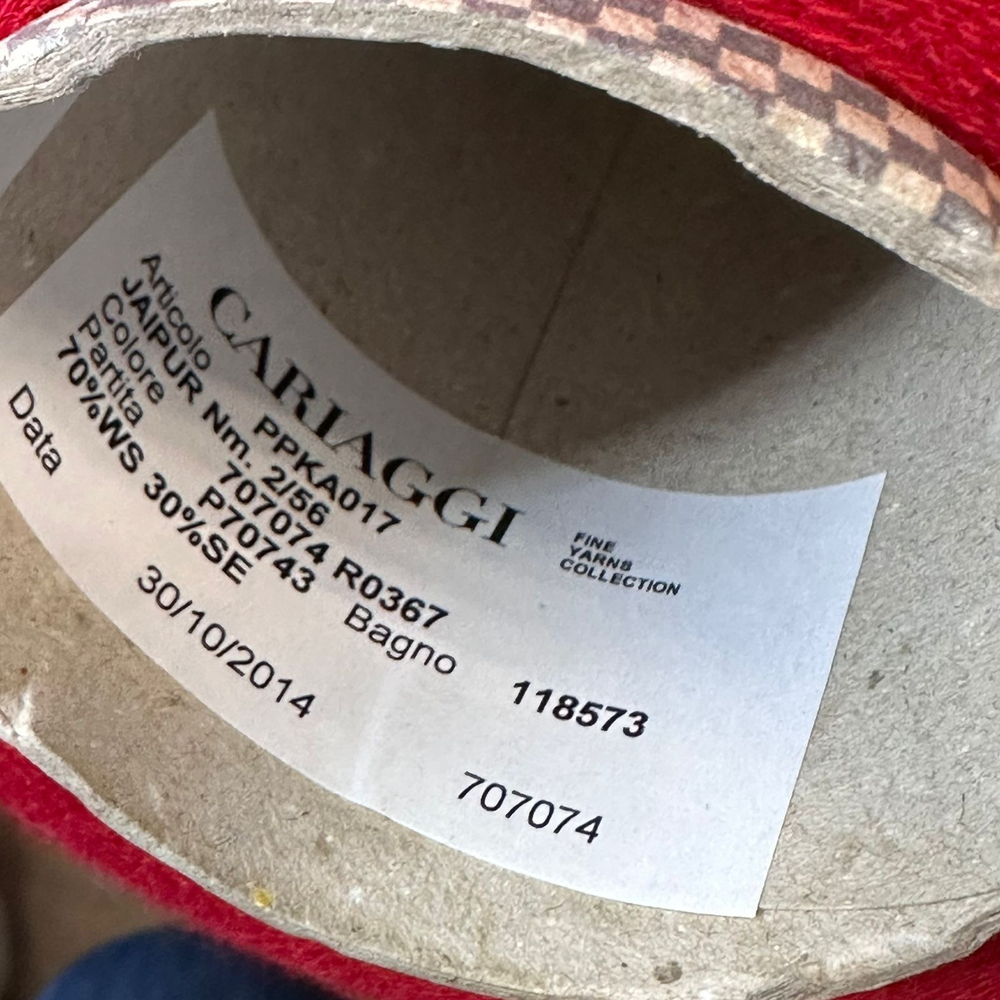 CARIAGGI
FINE
YARNS
COLLECTION
Articolo PPKA017
JAIPUR Nm. 2/56
Colore 707074 R0367
Partita P70743 Bagno 118573
70%WS 30%SE
Data 30/10/2014 707074